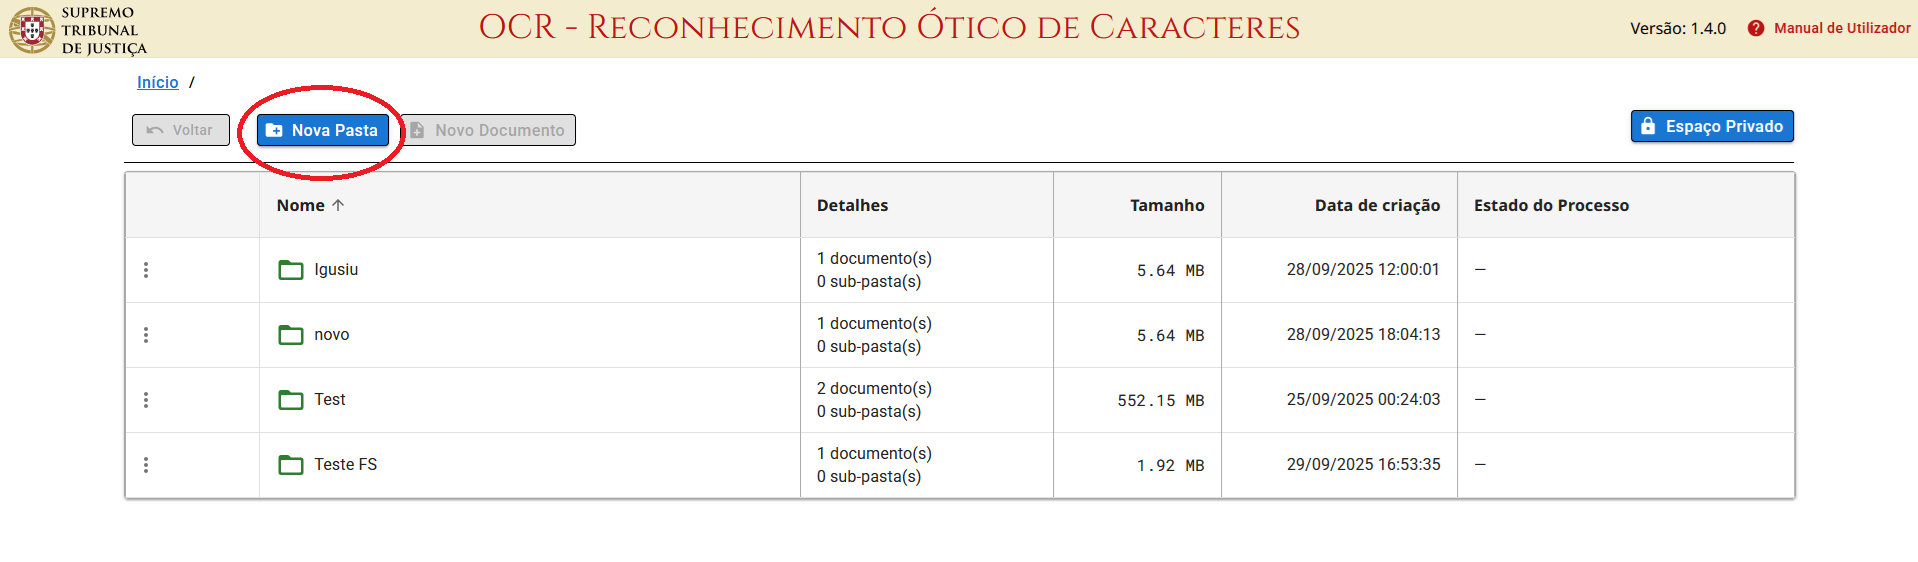 SUPREMO
TRIBUNAL
DE JUSTIÇA
OCR - Reconhecimento Ótico de Caracteres
Versão: 1.4.0
Manual de Utilizador
Início /
Voltar
Nova Pasta
Novo Documento
Espaço Privado
Nome Detalhes Tamanho Data de criação Estado do Processo
Igusiu 1 documento(s) 5.64 MB 28/09/2025 12:00:01 —
0 sub-pasta(s)
novo 1 documento(s) 5.64 MB 28/09/2025 18:04:13 —
0 sub-pasta(s)
Test 2 documento(s) 552.15 MB 25/09/2025 00:24:03 —
0 sub-pasta(s)
Teste FS 1 documento(s) 1.92 MB 29/09/2025 16:53:35 —
0 sub-pasta(s)